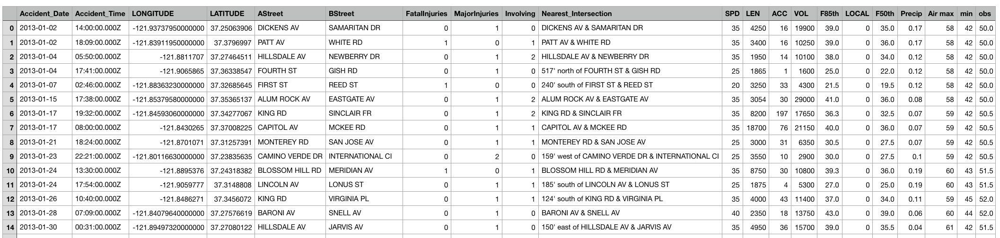 Accident_Date Accident_Time LONGITUDE LATITUDE AStreet BStreet FatalInjuries MajorInjuries Involving Nearest_Intersection SPD LEN ACC VOL F85th LOCAL F50th Precip Air max min obs
0 2013-01-02 14:00:00.000Z -121.93737950000000 37.25063906 DICKENS AV SAMARITAN DR 0 1 0 DICKENS AV & SAMARITAN DR 35 4250 16 19900 39.0 0 35.0 0.17 58 42 50.0
1 2013-01-02 18:09:00.000Z -121.83911950000000 37.3796997 PATT AV WHITE RD 1 0 1 PATT AV & WHITE RD 35 3400 16 10250 39.0 0 36.0 0.17 58 42 50.0
2 2013-01-04 05:50:00.000Z -121.8811707 37.27464511 HILLSDALE AV NEWBERRY DR 0 1 2 HILLSDALE AV & NEWBERRY DR 35 1950 14 10100 38.0 0 34.0 0.12 58 42 50.0
3 2013-01-04 17:41:00.000Z -121.9065865 37.36338547 FOURTH ST GISH RD 0 1 0 517' north of FOURTH ST & GISH RD 25 1865 1 1600 25.0 0 22.0 0.12 58 42 50.0
4 2013-01-07 02:46:00.000Z -121.88363230000000 37.32685645 FIRST ST REED ST 1 0 0 240' south of FIRST ST & REED ST 20 3250 33 4300 21.5 0 19.5 0.12 58 42 50.0
5 2013-01-15 17:38:00.000Z -121.85379580000000 37.35365137 ALUM ROCK AV EASTGATE AV 0 1 2 ALUM ROCK AV & EASTGATE AV 35 3054 30 29000 41.0 0 36.0 0.08 58 42 50.0
6 2013-01-17 19:32:00.000Z -121.84593060000000 37.34277067 KING RD SINCLAIR FR 0 1 2 KING RD & SINCLAIR FR 35 8200 197 17650 36.3 0 32.5 0.07 59 42 50.5
7 2013-01-17 08:00:00.000Z -121.8430265 37.37008225 CAPITOL AV MCKEE RD 0 1 1 CAPITOL AV & MCKEE RD 35 18700 76 21150 40.0 0 36.0 0.07 59 42 50.5
8 2013-01-21 18:24:00.000Z -121.8701071 37.31257391 MONTEREY RD SAN JOSE AV 0 1 1 MONTEREY RD & SAN JOSE AV 25 3000 31 6350 30.5 0 27.5 0.07 59 42 50.5
9 2013-01-23 22:21:00.000Z -121.80116630000000 37.23835635 CAMINO VERDE DR INTERNATIONAL CI 0 2 0 159' west of CAMINO VERDE DR & INTERNATIONAL CI 25 3550 10 2900 30.0 0 27.5 0.1 59 42 50.5
10 2013-01-24 13:30:00.000Z -121.8895376 37.24318382 BLOSSOM HILL RD MERIDIAN AV 1 0 1 BLOSSOM HILL RD & MERIDIAN AV 35 8750 30 10800 39.3 0 36.0 0.19 60 43 51.5
11 2013-01-24 17:54:00.000Z -121.9059777 37.3148808 LINCOLN AV LONUS ST 0 1 1 185' south of LINCOLN AV & LONUS ST 25 1875 4 5300 27.0 0 25.0 0.19 60 43 51.5
12 2013-01-26 10:40:00.000Z -121.8486271 37.3456072 KING RD VIRGINIA PL 0 1 1 124' south of KING RD & VIRGINIA PL 35 4000 43 11400 37.0 0 34.0 0.11 59 45 52.0
13 2013-01-28 07:09:00.000Z -121.84079640000000 37.27576619 BARONI AV SNELL AV 0 1 0 BARONI AV & SNELL AV 40 2350 18 13750 43.0 0 39.0 0.06 60 44 52.0
14 2013-01-30 00:31:00.000Z -121.89497320000000 37.27080122 HILLSDALE AV JARVIS AV 0 1 0 150' east of HILLSDALE AV & JARVIS AV 35 4950 36 15700 39.0 0 35.5 0.04 61 42 51.5